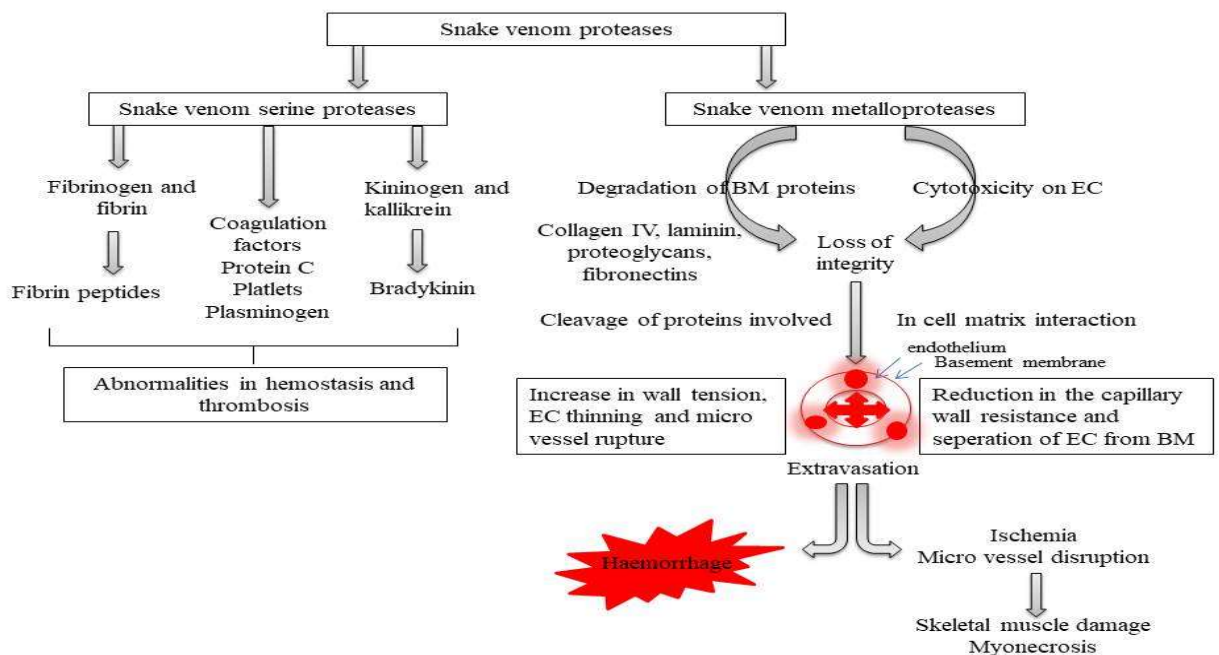 Snake venom proteases
Snake venom serine proteases
Snake venom metalloproteases
Fibrinogen and
fibrin
Coagulation
factors
Protein C
Platlets
Plasminogen
Kininogen and
kallikrein
Fibrin peptides
Bradykinin
Abnormalities in hemostasis and
thrombosis
Degradation of BM proteins
Cytotoxicity on EC
Collagen IV, laminin,
proteoglycans,
fibronectins
Loss of
integrity
Cleavage of proteins involved
In cell matrix interaction
endothelium
Basement membrane
Increase in wall tension,
EC thinning and micro
vessel rupture
Reduction in the capillary
wall resistance and
seperation of EC from BM
Extravasation
Haemorrhage
Ischemia
Micro vessel disruption
Skeletal muscle damage
Myonecrosis